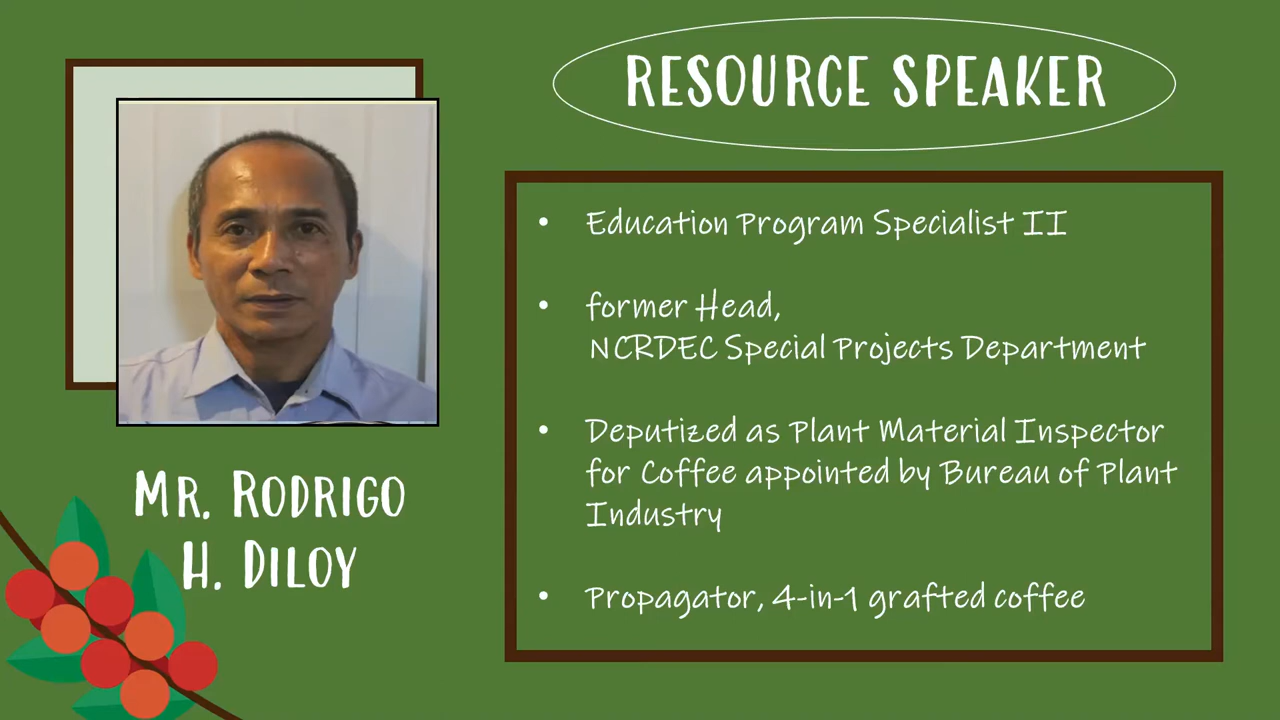 RESOURCE SPEAKER
• Education Program Specialist II
• former Head,
NCRDEC Special Projects Department
• Deputized as Plant Material Inspector
for Coffee appointed by Bureau of Plant
Industry
• Propagator, 4-in-1 grafted coffee
MR. RODRIGO
H. DILOY